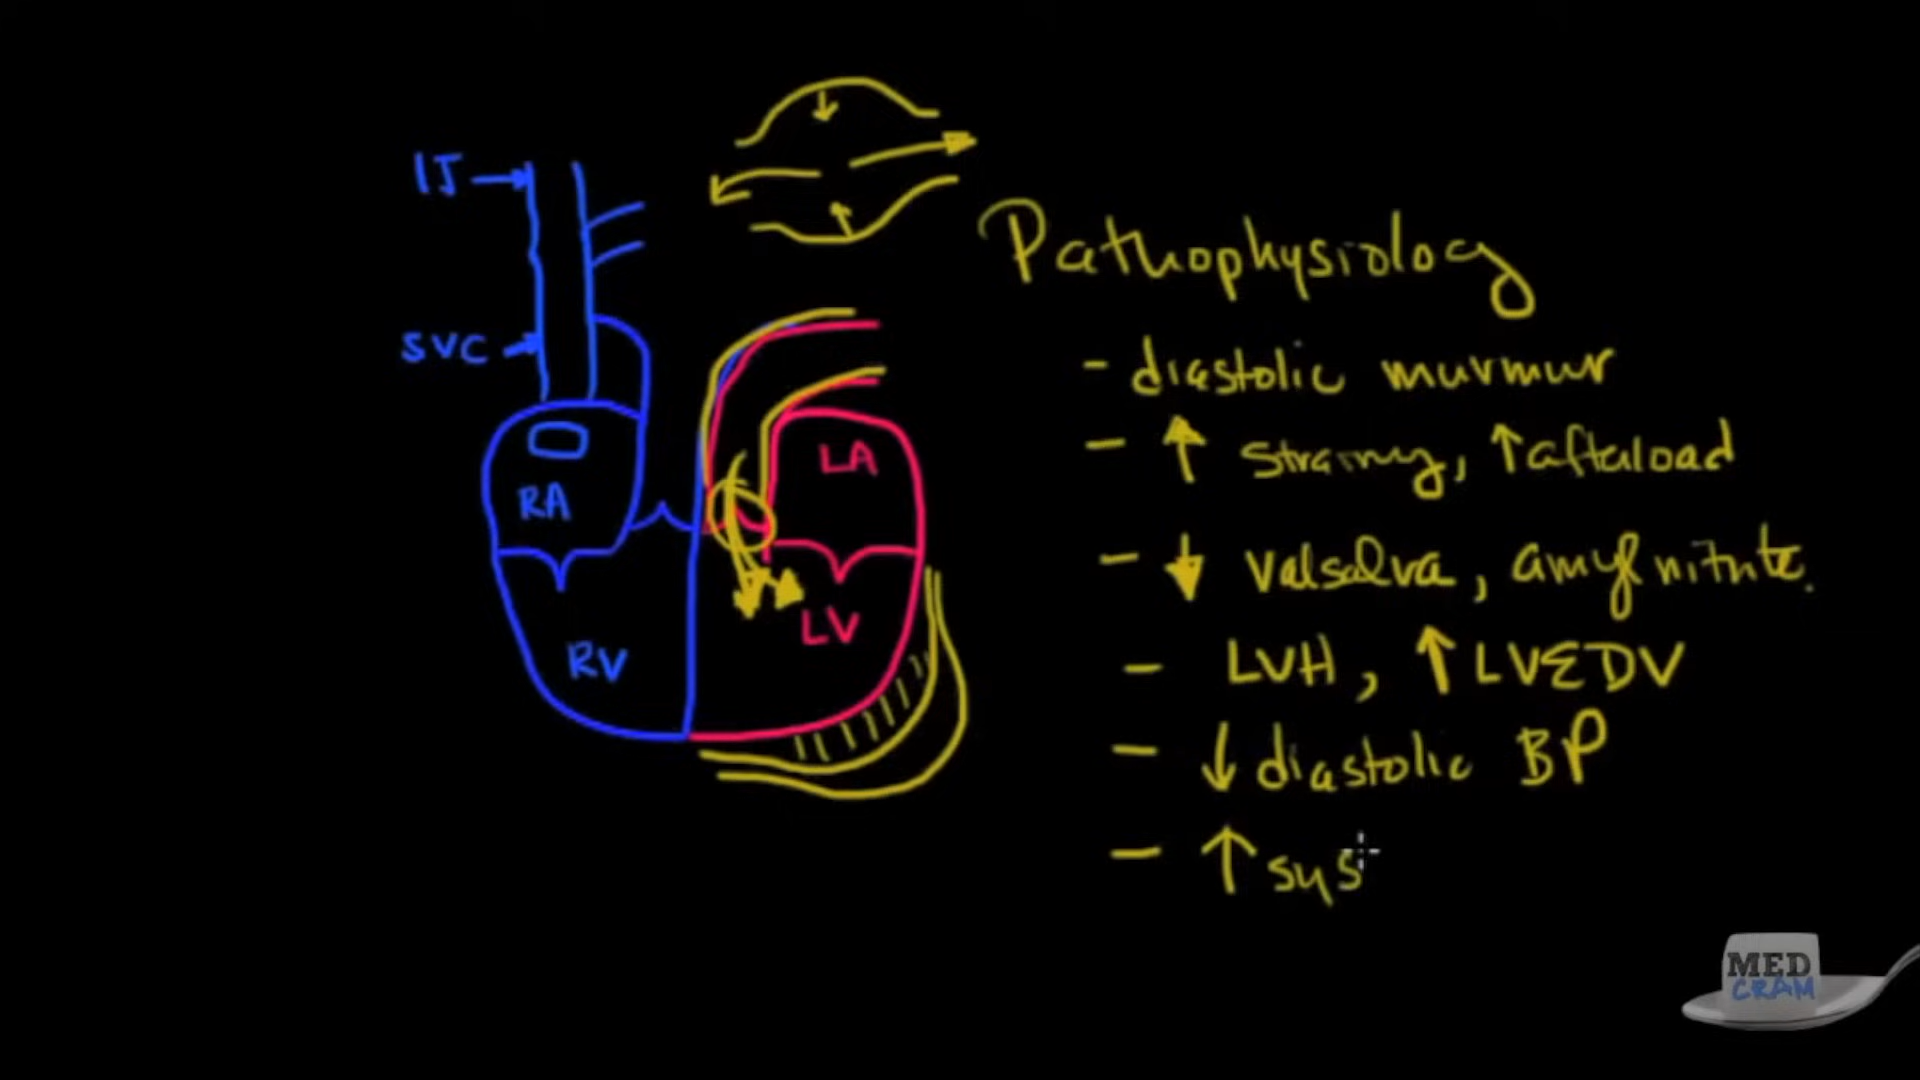 IJ
SVC
RA
LA
RV
LV
Pathophysiology
- diastolic murmur
- ↑ straining, ↑ afterload
- ↓ valsalva, amyl nitrite.
- LVH, ↑ LVEDV
- ↓ diastolic BP
- ↑ sys
MED
CRAM